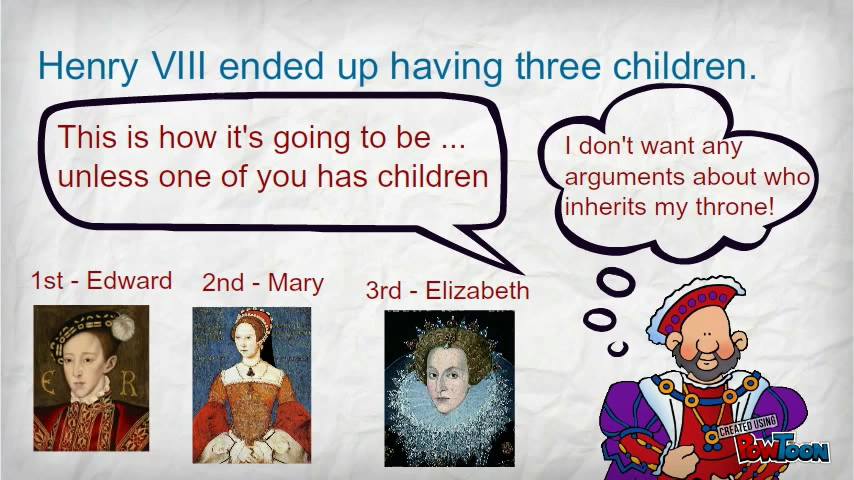 Henry VIII ended up having three children.
This is how it's going to be ...
unless one of you has children
I don't want any
arguments about who
inherits my throne!
1st - Edward
2nd - Mary
3rd - Elizabeth
E R
CREATED USING
POWTOON